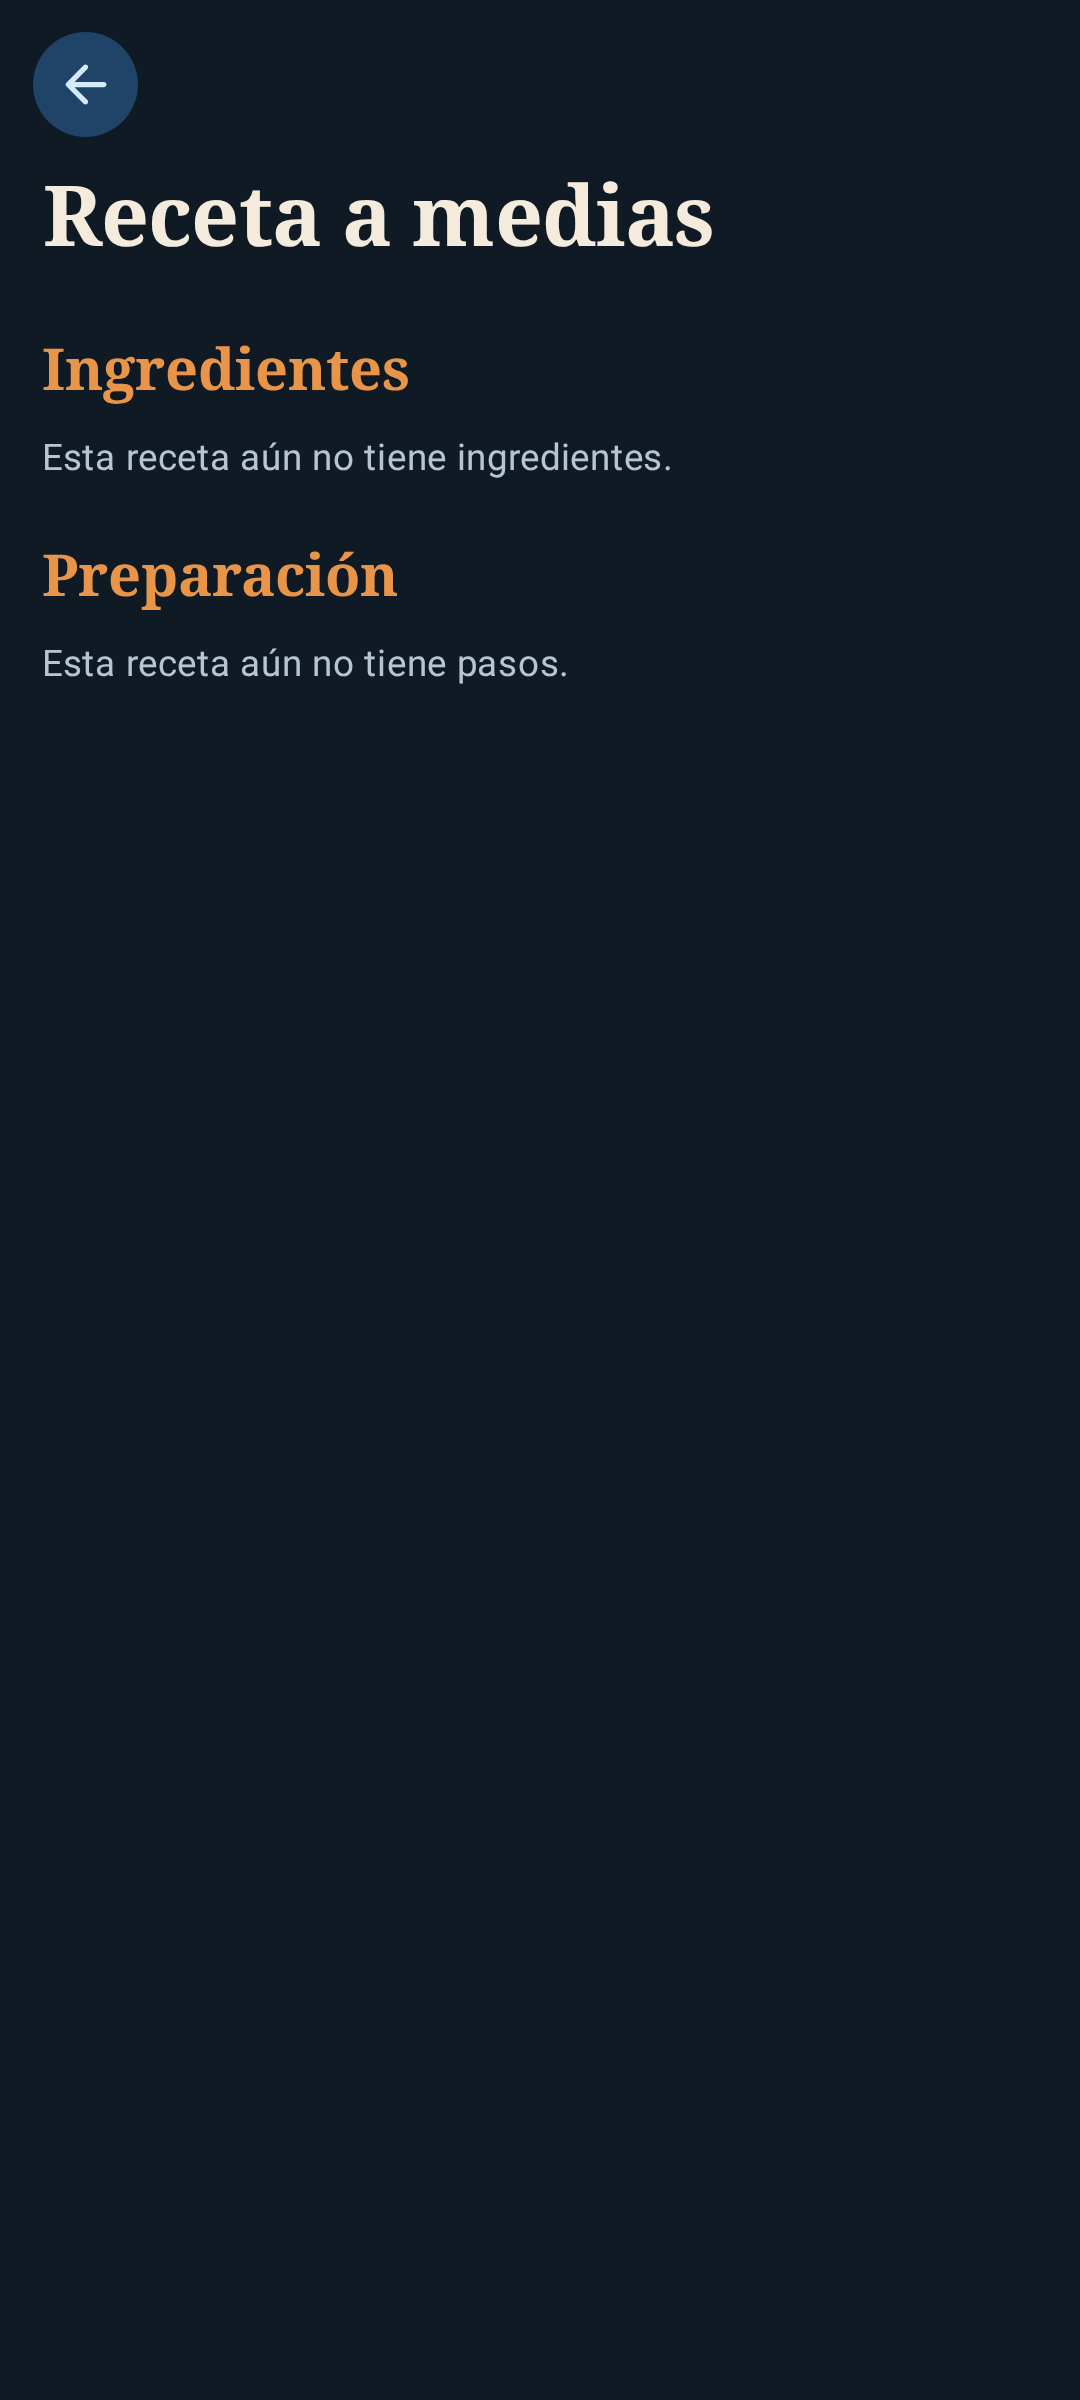 Receta a medias
Ingredientes
Esta receta aún no tiene ingredientes.
Preparación
Esta receta aún no tiene pasos.